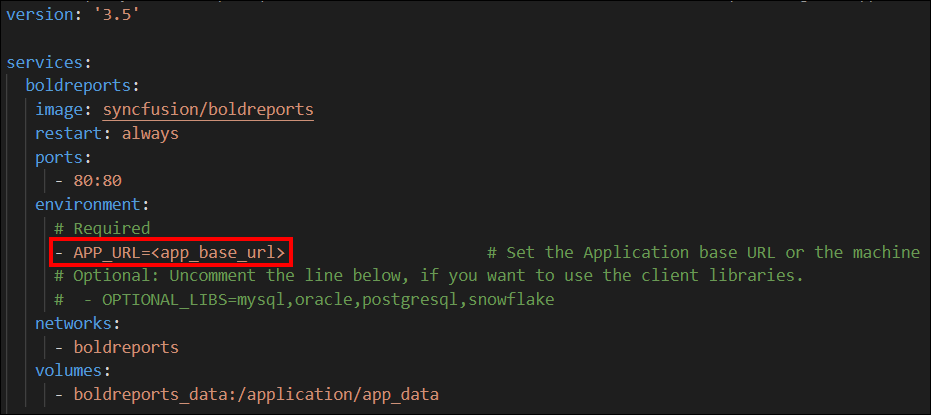 version: '3.5'
services:
boldreports:
image: syncfusion/boldreports
restart: always
ports:
- 80:80
environment:
# Required
- APP_URL=<app_base_url> # Set the Application base URL or the machine
# Optional: Uncomment the line below, if you want to use the client libraries.
#  - OPTIONAL_LIBS=mysql,oracle,postgresql,snowflake
networks:
- boldreports
volumes:
- boldreports_data:/application/app_data